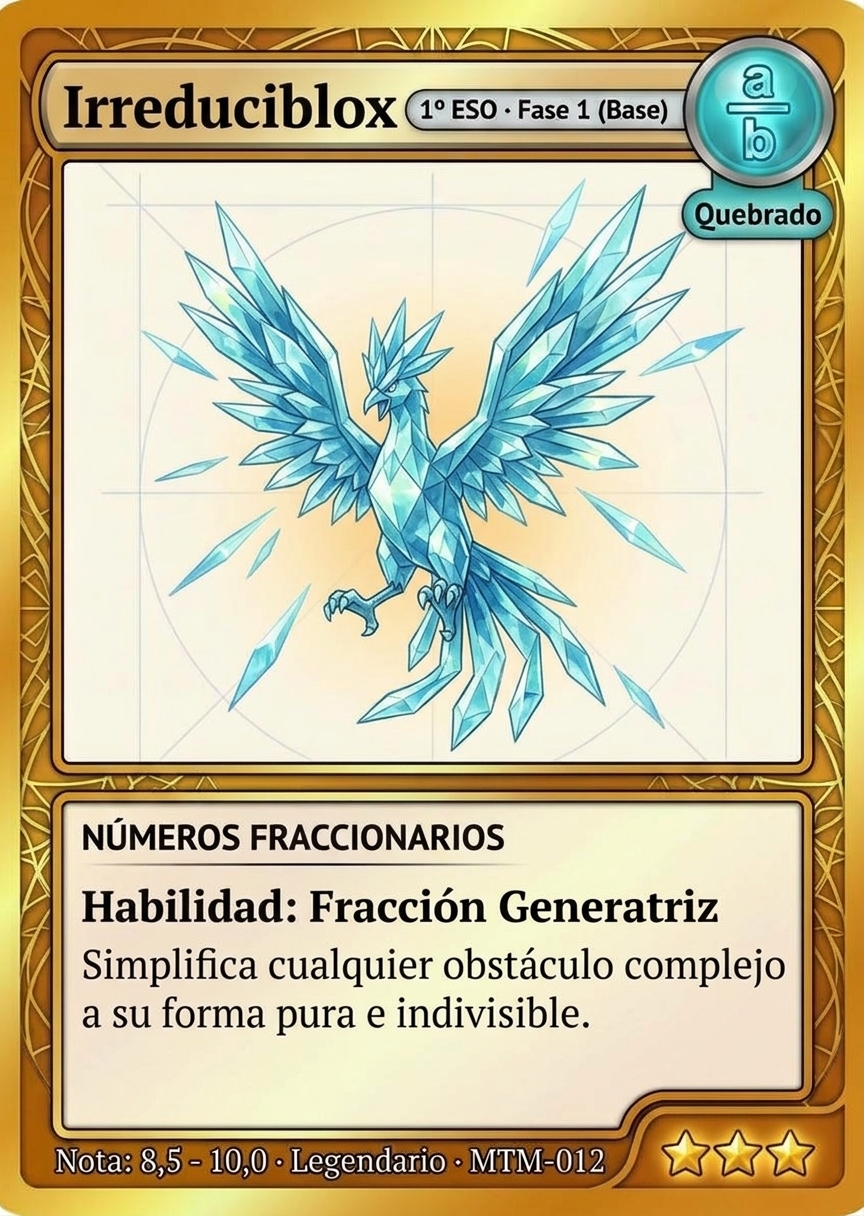 Irreduciblox
1º ESO · Fase 1 (Base)
a
b
Quebrado
NÚMEROS FRACCIONARIOS
Habilidad: Fracción Generatriz
Simplifica cualquier obstáculo complejo
a su forma pura e indivisible.
Nota: 8,5 - 10,0 · Legendario · MTM-012